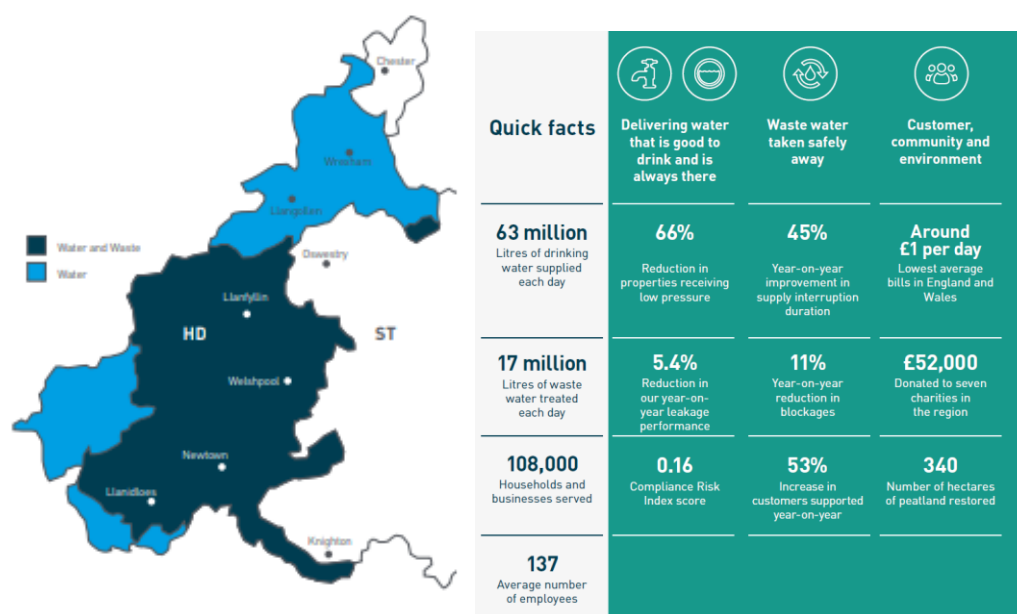 Chester
Wrexham
Llangollen
Water and Waste
Water
Oswestry
Llanfyllin
HD
ST
Welshpool
Newtown
Llanidloes
Knighton
Quick facts
Delivering water
that is good to
drink and is
always there
Waste water
taken safely
away
Customer,
community and
environment
63 million
Litres of drinking
water supplied
each day
66%
Reduction in
properties receiving
low pressure
45%
Year-on-year
improvement in
supply interruption
duration
Around
£1 per day
Lowest average
bills in England and
Wales
17 million
Litres of waste
water treated
each day
5.4%
Reduction in
our year-on-
year leakage
performance
11%
Year-on-year
reduction in
blockages
£52,000
Donated to seven
charities in
the region
108,000
Households and
businesses served
0.16
Compliance Risk
Index score
53%
Increase in
customers supported
year-on-year
340
Number of hectares
of peatland restored
137
Average number
of employees